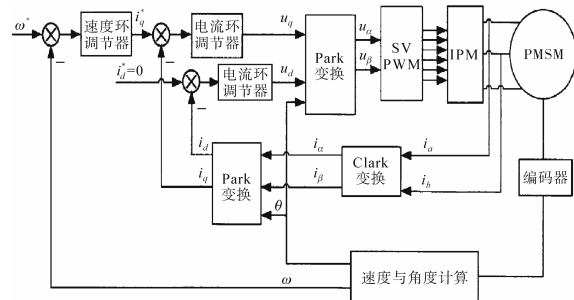 ω*
速度环
调节器
i*q
电流环
调节器
uq
i*d=0
电流环
调节器
ud
Park
变换
uα
uβ
SV
PWM
IPM
PMSM
id
iq
Park
变换
iα
iβ
Clark
变换
ia
ib
编码器
θ
ω
速度与角度计算